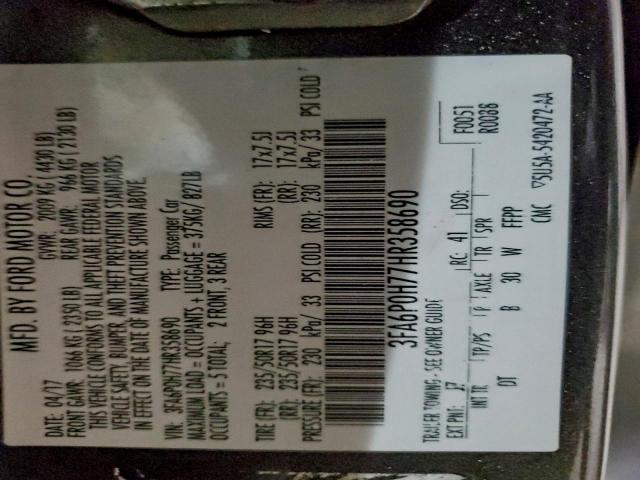 MFD. BY FORD MOTOR CO.
DATE: 04/17 GVWR: 2009 KG ( 4430 LB)
FRONT GAWR: 1066 KG ( 2350 LB) REAR GAWR: 966 KG ( 2130 LB)
THIS VEHICLE CONFORMS TO ALL APPLICABLE FEDERAL MOTOR
VEHICLE SAFETY, BUMPER, AND THEFT PREVENTION STANDARDS
IN EFFECT ON THE DATE OF MANUFACTURE SHOWN ABOVE.
VIN: 3FA6P0H77HR358690 TYPE: Passenger Car
MAXIMUM LOAD = OCCUPANTS + LUGGAGE = 375KG/ 827LB
OCCUPANTS = 5 TOTAL; 2 FRONT, 3 REAR
TIRE (FR): 235/50R17 96H RIMS (FR): 17x7.5J
(RR): 235/50R17 96H (RR): 17x7.5J
PRESSURE (FR): 230 kPa/ 33 PSI COLD (RR): 230 kPa/ 33 PSI COLD
3FA6P0H77HR358690
TRAILER TOWING - SEE OWNER GUIDE F0051
EXT PNT: J7 RC: 41 DSO: R0038
INT TR TP/PS I P AXLE TR SPR
DT B 30 W FFPP
CMC ▽5U5A-5420472-AA